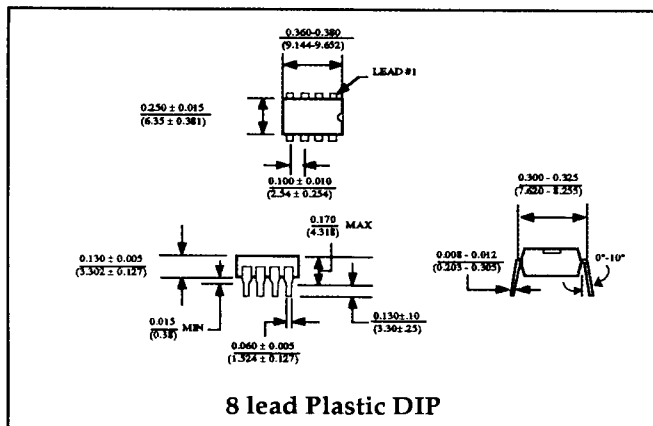 0.360-0.380
(9.144-9.652)
LEAD #1
0.250 ± 0.015
(6.35 ± 0.381)
0.100 ± 0.010
(2.54 ± 0.254)
0.300 - 0.325
(7.620 - 8.255)
0.170 MAX
(4.318)
0.130 ± 0.005
(3.302 ± 0.127)
0.008 - 0.012
(0.203 - 0.305)
0°-10°
0.015 MIN
(0.38)
0.130±.10
(3.30±.25)
0.060 ± 0.005
(1.524 ± 0.127)
8 lead Plastic DIP